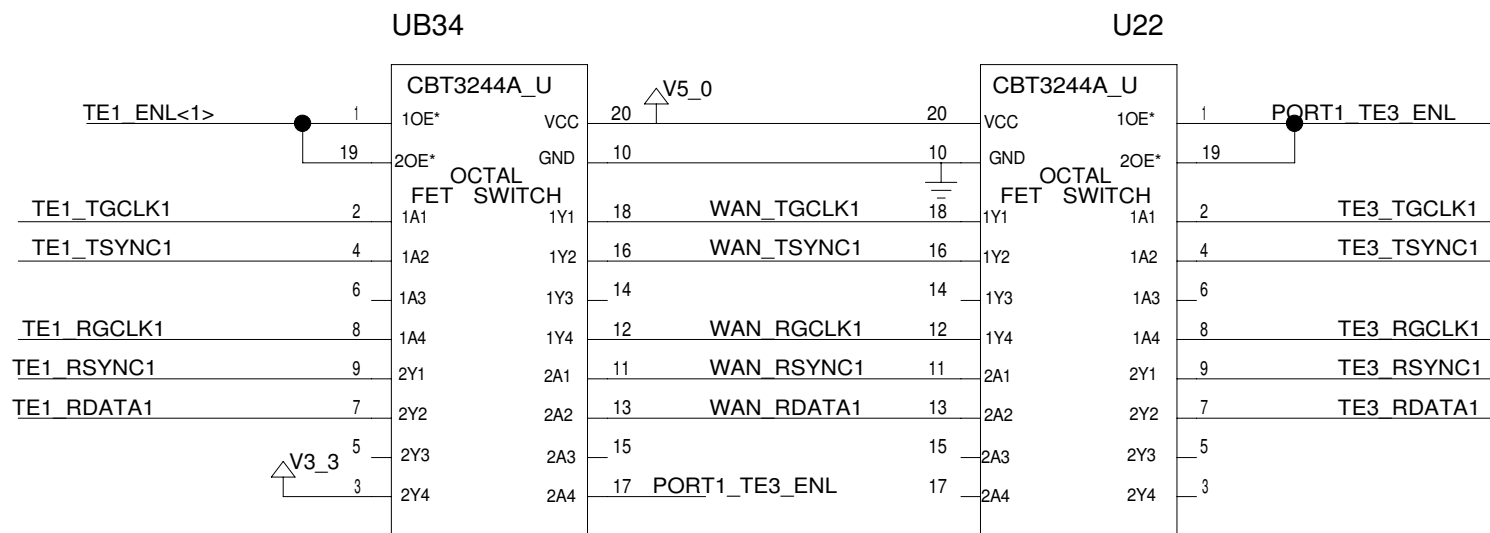 UB34 U22
CBT3244A_U V5_0 CBT3244A_U
TE1_ENL<1> 1 1OE* VCC 20 20 VCC 1OE* 1 PORT1_TE3_ENL
19 2OE* GND 10 10 GND 2OE* 19
OCTAL OCTAL
FET SWITCH FET SWITCH
TE1_TGCLK1 2 1A1 1Y1 18 WAN_TGCLK1 18 1Y1 1A1 2 TE3_TGCLK1
TE1_TSYNC1 4 1A2 1Y2 16 WAN_TSYNC1 16 1Y2 1A2 4 TE3_TSYNC1
6 1A3 1Y3 14 14 1Y3 1A3 6
TE1_RGCLK1 8 1A4 1Y4 12 WAN_RGCLK1 12 1Y4 1A4 8 TE3_RGCLK1
TE1_RSYNC1 9 2Y1 2A1 11 WAN_RSYNC1 11 2A1 2Y1 9 TE3_RSYNC1
TE1_RDATA1 7 2Y2 2A2 13 WAN_RDATA1 13 2A2 2Y2 7 TE3_RDATA1
5 2Y3 2A3 15 15 2A3 2Y3 5
V3_3 3 2Y4 2A4 17 PORT1_TE3_ENL 17 2A4 2Y4 3